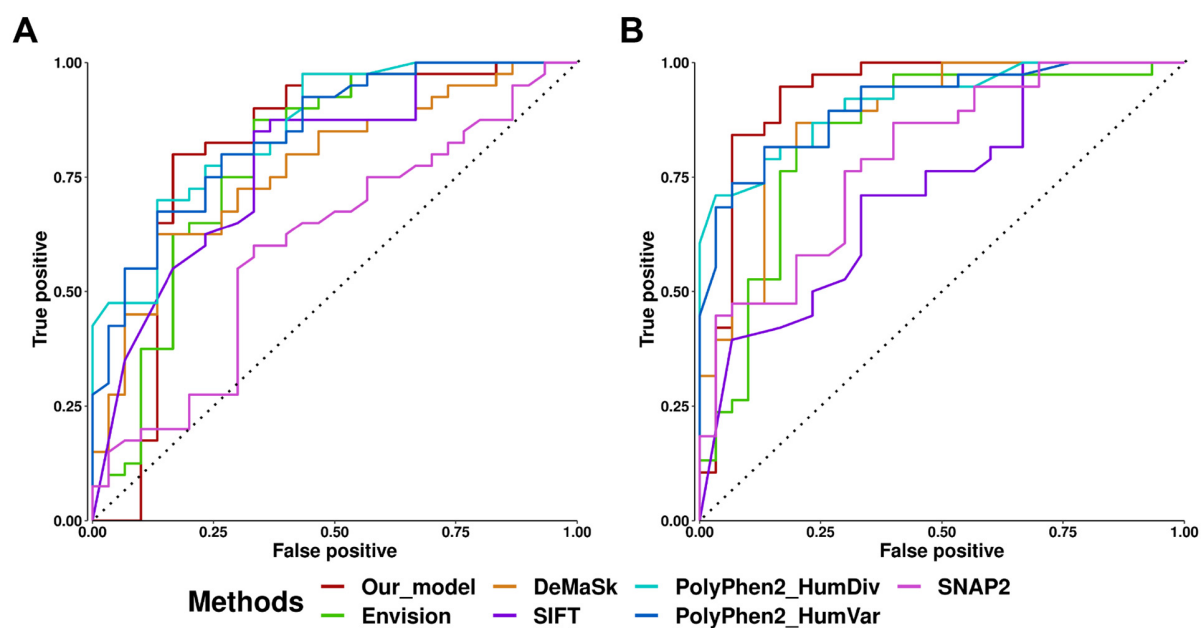 A
B
1.00
0.75
0.50
0.25
0.00
True positive
0.00
0.25
0.50
0.75
1.00
False positive
1.00
0.75
0.50
0.25
0.00
True positive
0.00
0.25
0.50
0.75
1.00
False positive
Methods
Our_model
DeMaSk
PolyPhen2_HumDiv
SNAP2
Envision
SIFT
PolyPhen2_HumVar